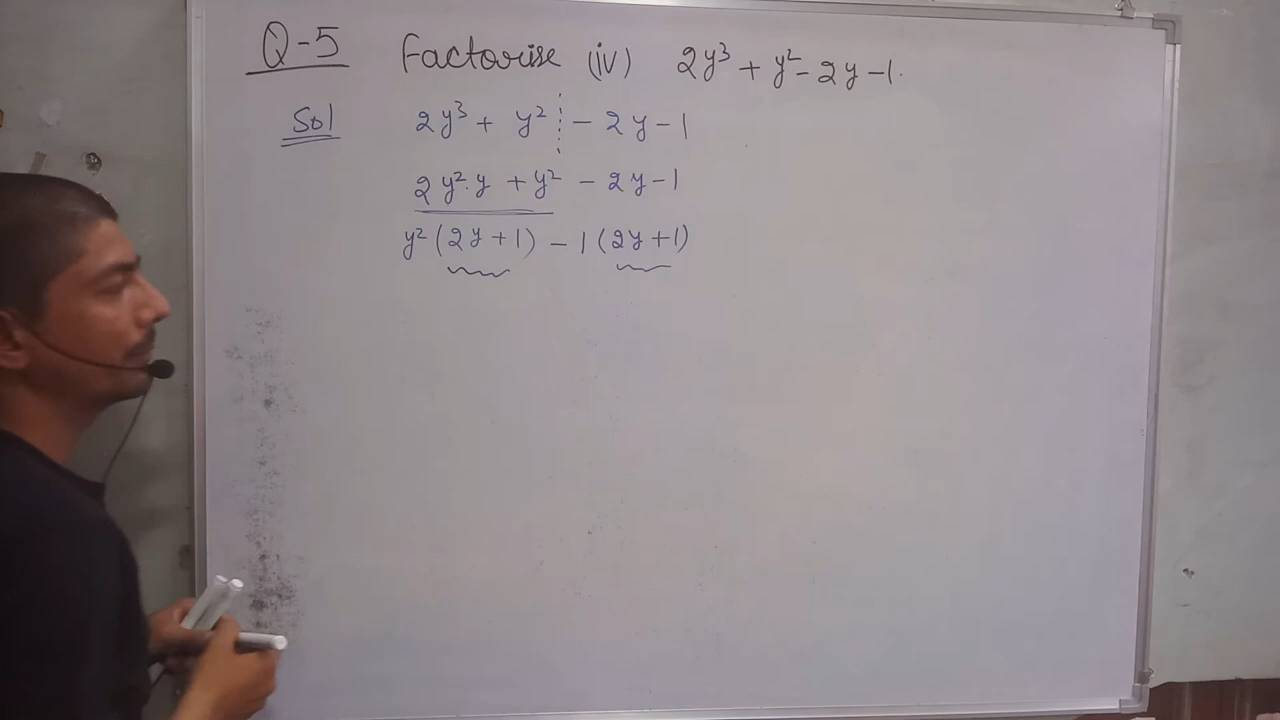 Q-5 Factorise (iv) 2y³ + y² - 2y - 1.
Sol 2y³ + y² - 2y - 1
2y².y + y² - 2y - 1
y² (2y + 1) - 1 (2y + 1)